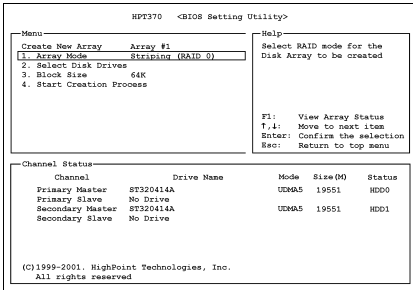 HPT370 <BIOS Setting Utility>
Menu
Create New Array Array #1
1. Array Mode Striping (RAID 0)
2. Select Disk Drives
3. Block Size 64K
4. Start Creation Process
Help
Select RAID mode for the
Disk Array to be created
F1: View Array Status
↑,↓: Move to next item
Enter: Confirm the selection
Esc: Return to top menu
Channel Status
Channel Drive Name Mode Size(M) Status
Primary Master ST320414A UDMA5 19551 HDD0
Primary Slave No Drive
Secondary Master ST320414A UDMA5 19551 HDD1
Secondary Slave No Drive
(C)1999-2001. HighPoint Technologies, Inc.
All rights reserved